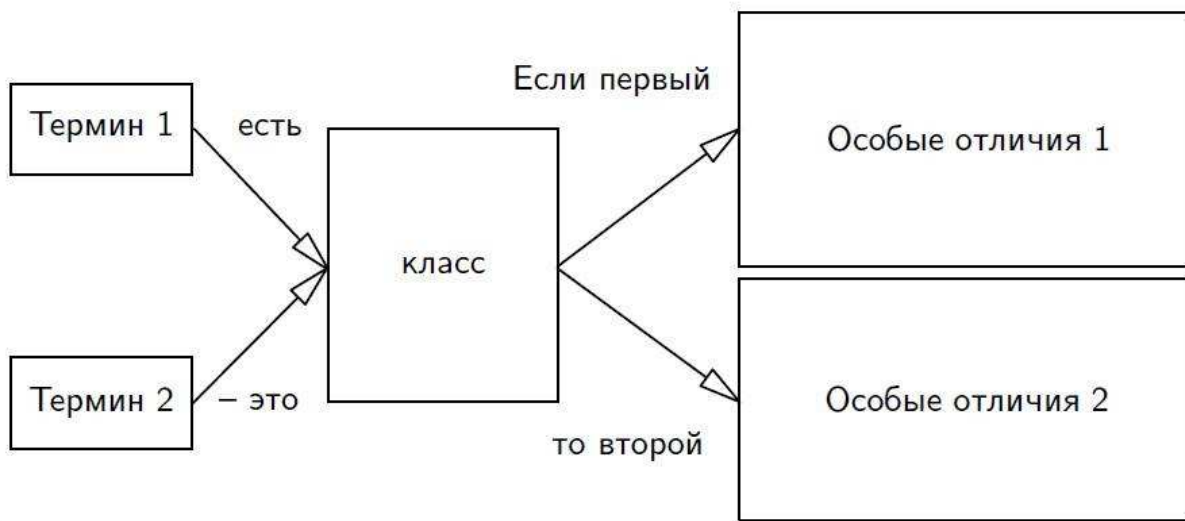 Если первый
Термин 1
есть
Особые отличия 1
класс
Термин 2
– это
Особые отличия 2
то второй